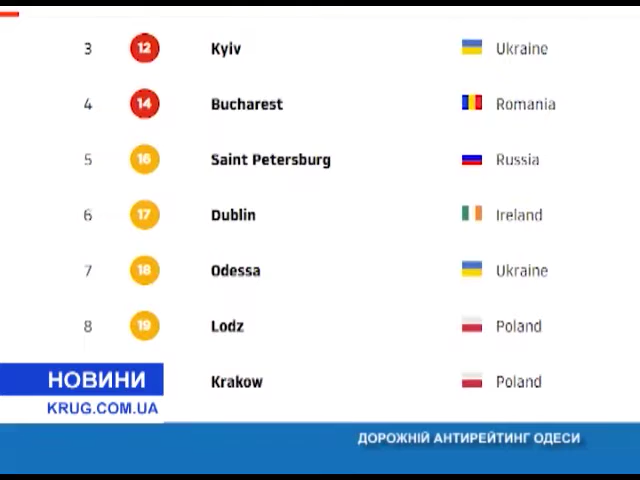 3 12 Kyiv Ukraine
4 14 Bucharest Romania
5 16 Saint Petersburg Russia
6 17 Dublin Ireland
7 18 Odessa Ukraine
8 19 Lodz Poland
Krakow Poland
НОВИНИ
KRUG.COM.UA
ДОРОЖНІЙ АНТИРЕЙТИНГ ОДЕСИ